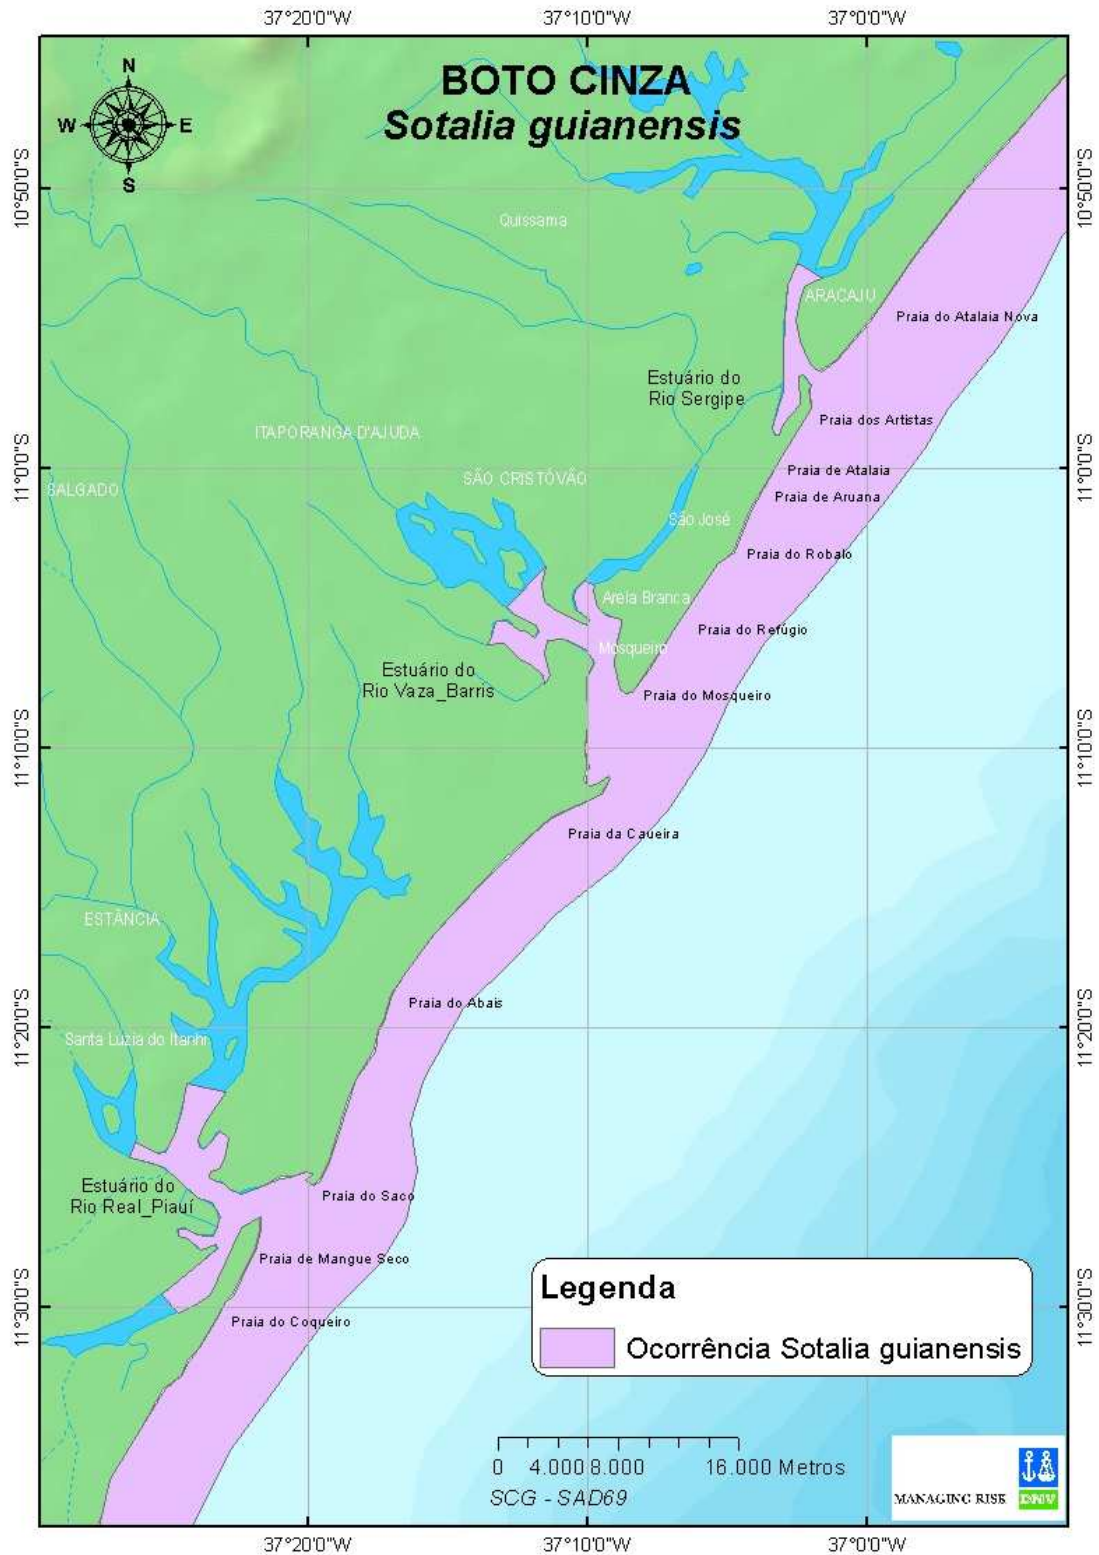 37°20'0"W
37°10'0"W
37°0'0"W
BOTO CINZA
Sotalia guianensis
N
W
E
S
10°50'0"S
10°50'0"S
Quissama
ARACAJU
Praia do Atalaia Nova
Estuário do
Rio Sergipe
Praia dos Artistas
ITAPORANGA D'AJUDA
11°0'0"S
11°0'0"S
Praia de Atalaia
SÃO CRISTÓVÃO
SALGADO
Praia de Aruana
São José
Praia do Robalo
Areia Branca
Praia do Refúgio
Mosqueiro
Estuário do
Rio Vaza_Barris
Praia do Mosqueiro
11°10'0"S
11°10'0"S
Praia da Caueira
ESTÂNCIA
Praia do Abais
11°20'0"S
11°20'0"S
Santa Luzia do Itanhi
Estuário do
Rio Real_Piauí
Praia do Saco
Praia de Mangue Seco
11°30'0"S
11°30'0"S
Praia do Coqueiro
Legenda
Ocorrência Sotalia guianensis
0 4.000 8.000 16.000 Metros
SCG - SAD69
MANAGING RISK
DNV
37°20'0"W
37°10'0"W
37°0'0"W